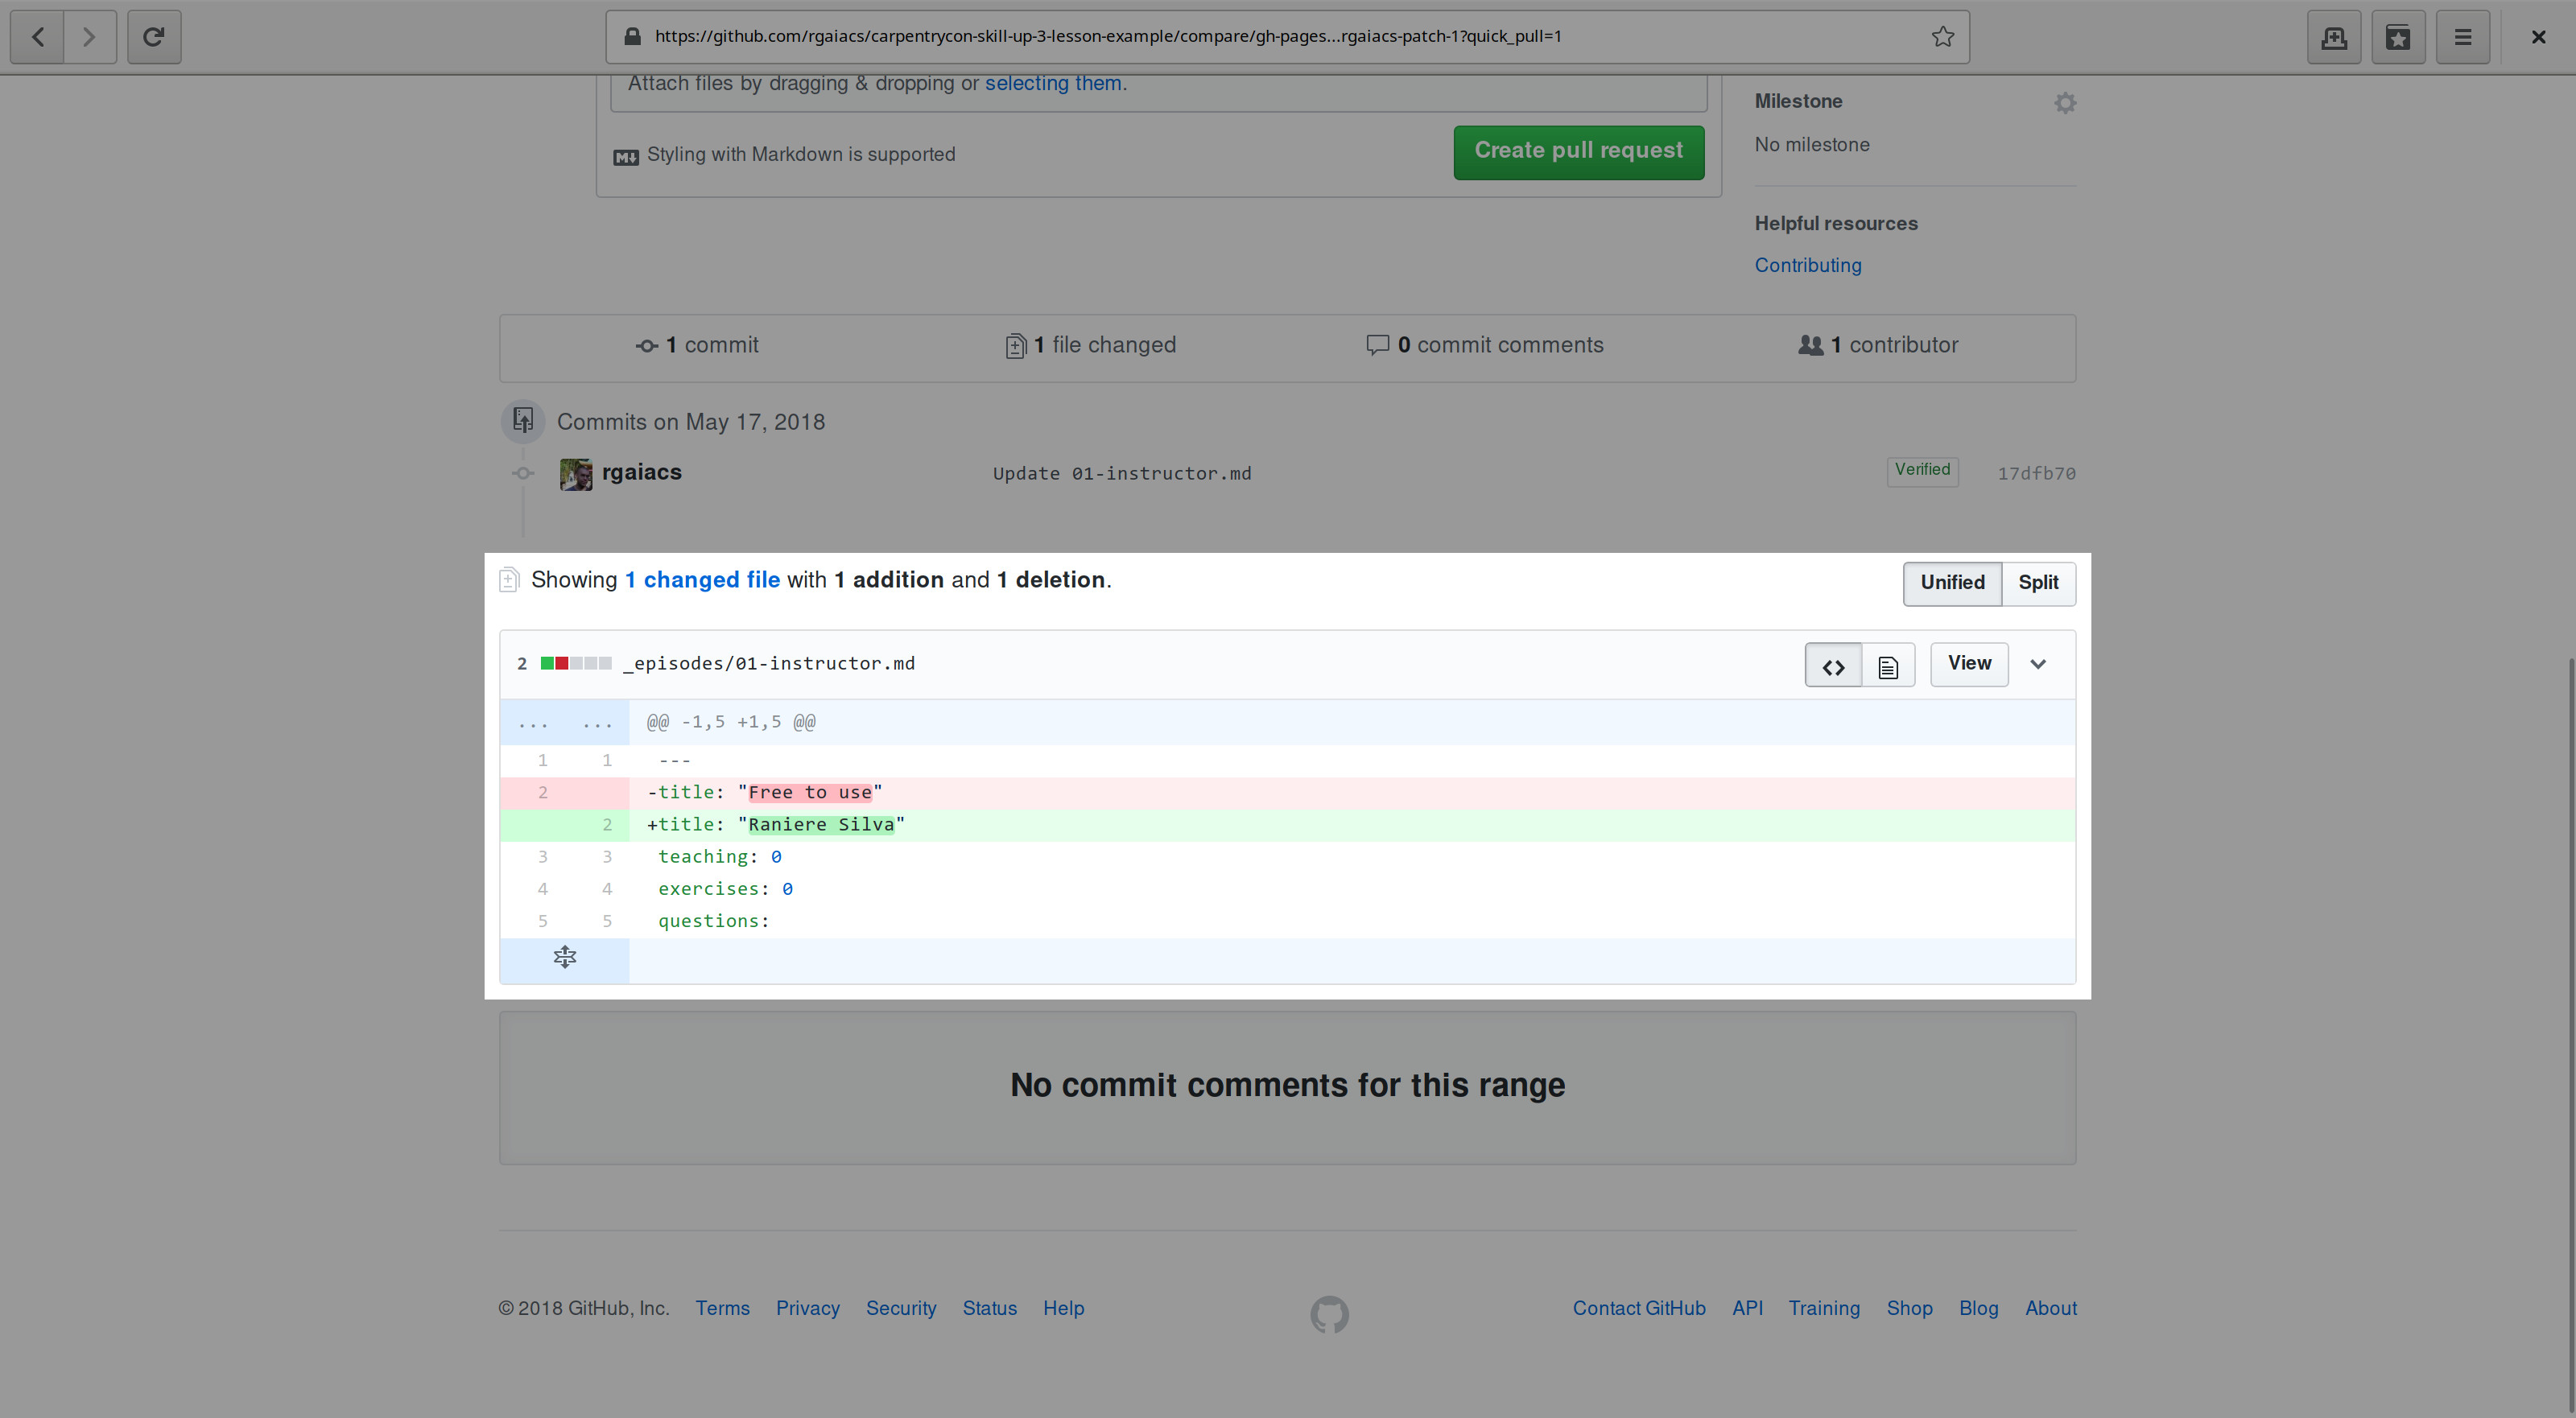 https://github.com/rgaiacs/carpentrycon-skill-up-3-lesson-example/compare/gh-pages...rgaiacs-patch-1?quick_pull=1
Attach files by dragging & dropping or selecting them.
Styling with Markdown is supported
Create pull request
Milestone
No milestone
Helpful resources
Contributing
1 commit
1 file changed
0 commit comments
1 contributor
Commits on May 17, 2018
rgaiacs Update 01-instructor.md Verified 17dfb70
Showing 1 changed file with 1 addition and 1 deletion.
Unified Split
2 _episodes/01-instructor.md View
... ... @@ -1,5 +1,5 @@
1 1 ---
2 -title: "Free to use"
2 +title: "Raniere Silva"
3 3 teaching: 0
4 4 exercises: 0
5 5 questions:
No commit comments for this range
© 2018 GitHub, Inc. Terms Privacy Security Status Help
Contact GitHub API Training Shop Blog About